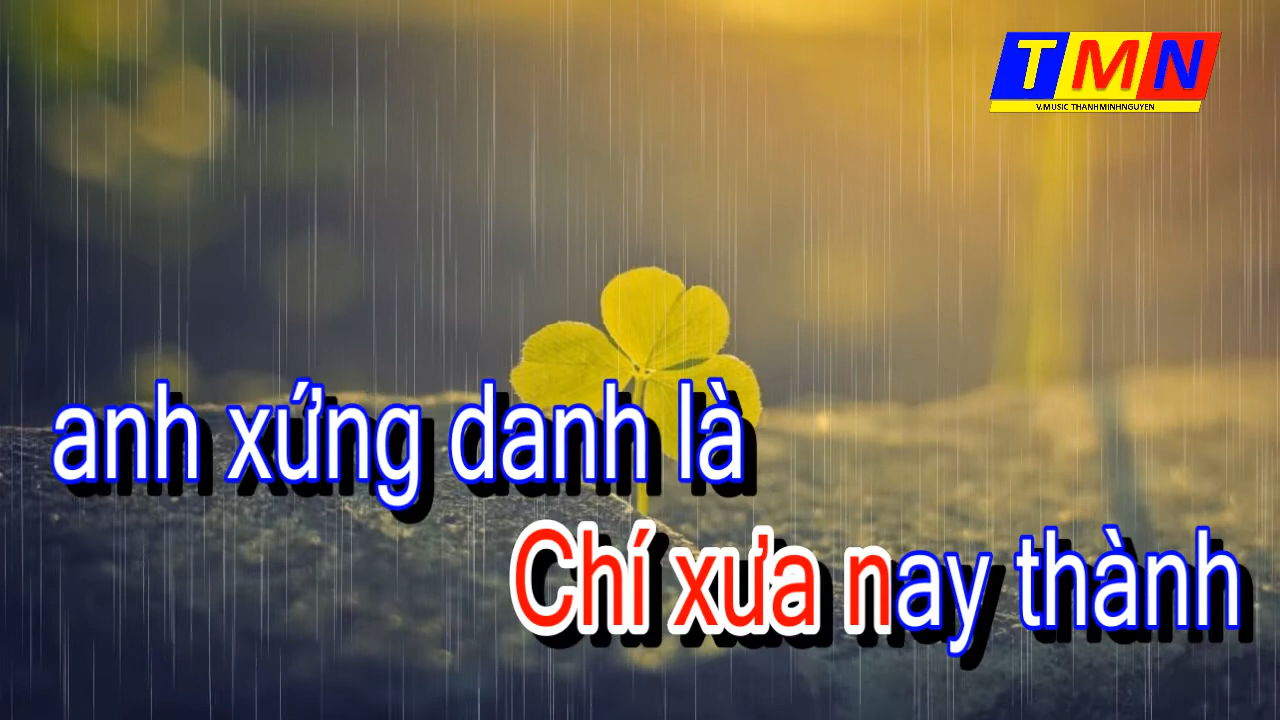 TMN
V.MUSIC THANHMINHNGUYEN
anh xứng danh là
Chí xưa nay thành